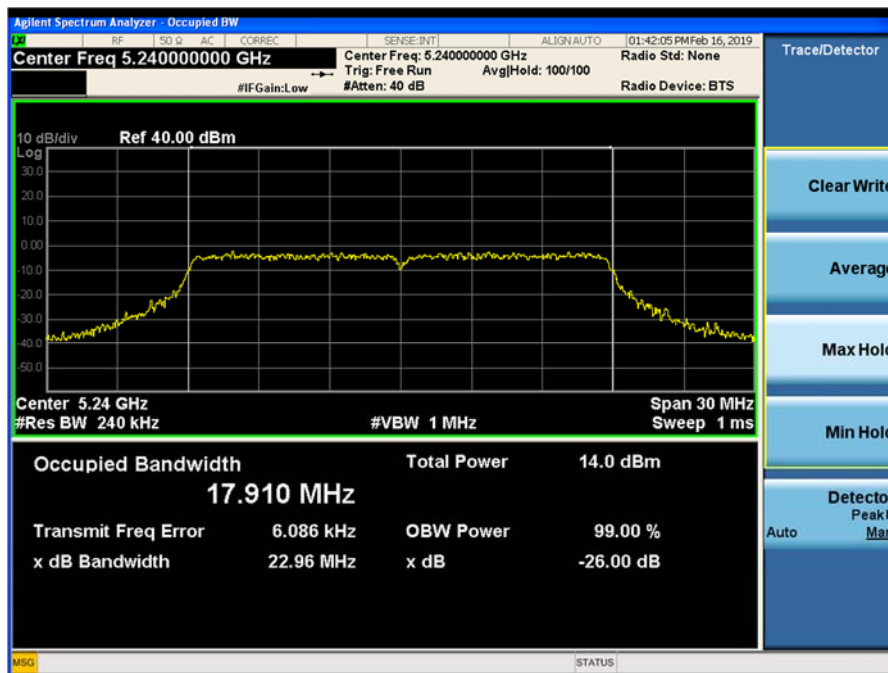 Agilent Spectrum Analyzer - Occupied BW
LXI RF 50 Ω AC CORREC SENSE:INT ALIGN AUTO 01:42:05 PM Feb 16, 2019
Center Freq 5.240000000 GHz
Center Freq: 5.240000000 GHz Radio Std: None
Trig: Free Run Avg|Hold: 100/100
#IFGain:Low #Atten: 40 dB Radio Device: BTS
10 dB/div Ref 40.00 dBm
Log
30.0
20.0
10.0
0.00
-10.0
-20.0
-30.0
-40.0
-50.0
Center 5.24 GHz Span 30 MHz
#Res BW 240 kHz #VBW 1 MHz Sweep 1 ms
Occupied Bandwidth Total Power 14.0 dBm
17.910 MHz
Transmit Freq Error 6.086 kHz OBW Power 99.00 %
x dB Bandwidth 22.96 MHz x dB -26.00 dB
MSG STATUS
Trace/Detector
Clear Write
Average
Max Hold
Min Hold
Detecto
Peak
Auto Man